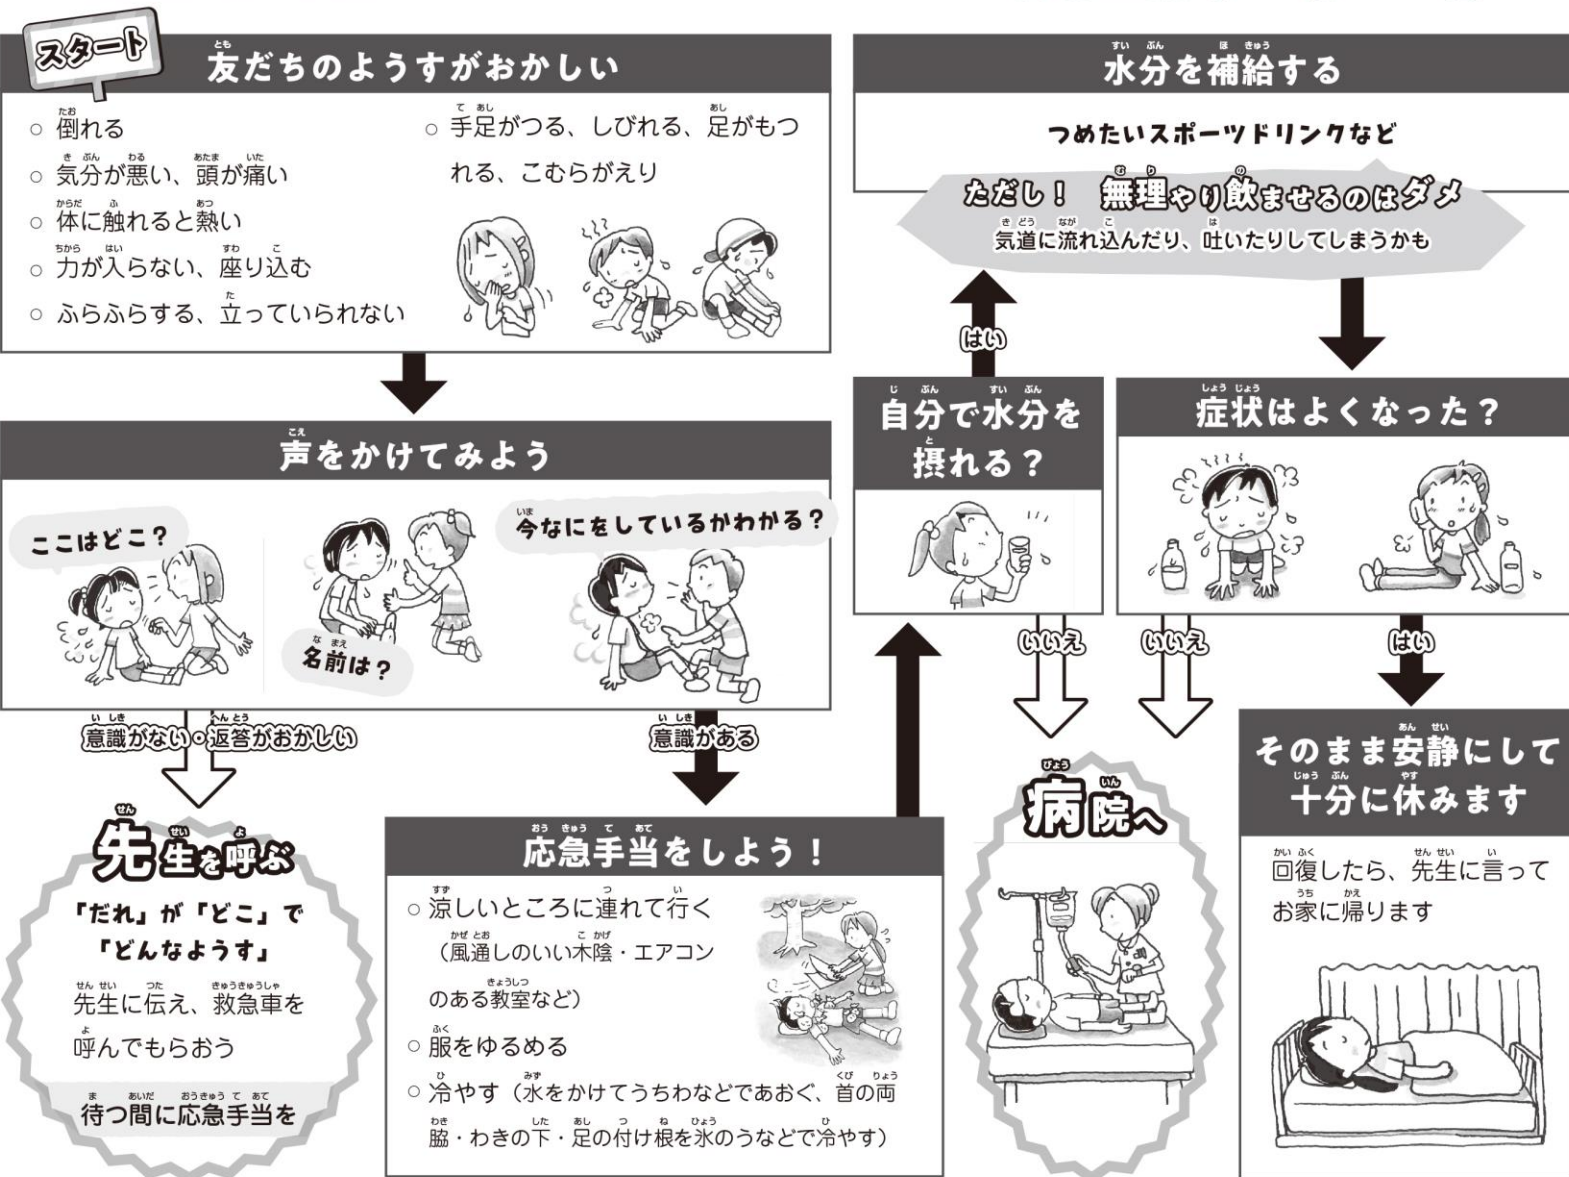 スタート
友だちのようすがおかしい
○ 倒れる
○ 気分が悪い、頭が痛い
○ 体に触れると熱い
○ 力が入らない、座り込む
○ ふらふらする、立っていられない
○ 手足がつる、しびれる、足がもつ
れる、こむらがえり
声をかけてみよう
ここはどこ？
名前は？
今なにをしているかわかる？
意識がない・返答がおかしい
意識がある
先生を呼ぶ
「だれ」が「どこ」で
「どんなようす」
先生に伝え、救急車を
呼んでもらおう
待つ間に応急手当を
応急手当をしよう！
○ 涼しいところに連れて行く
（風通しのいい木陰・エアコン
のある教室など）
○ 服をゆるめる
○ 冷やす（水をかけてうちわなどであおぐ、首の両
脇・わきの下・足の付け根を氷のうなどで冷やす）
自分で水分を
摂れる？
はい
いいえ
水分を補給する
つめたいスポーツドリンクなど
ただし！ 無理やり飲ませるのはダメ
気道に流れ込んだり、吐いたりしてしまうかも
症状はよくなった？
いいえ
はい
病院へ
そのまま安静にして
十分に休みます
回復したら、先生に言って
お家に帰ります